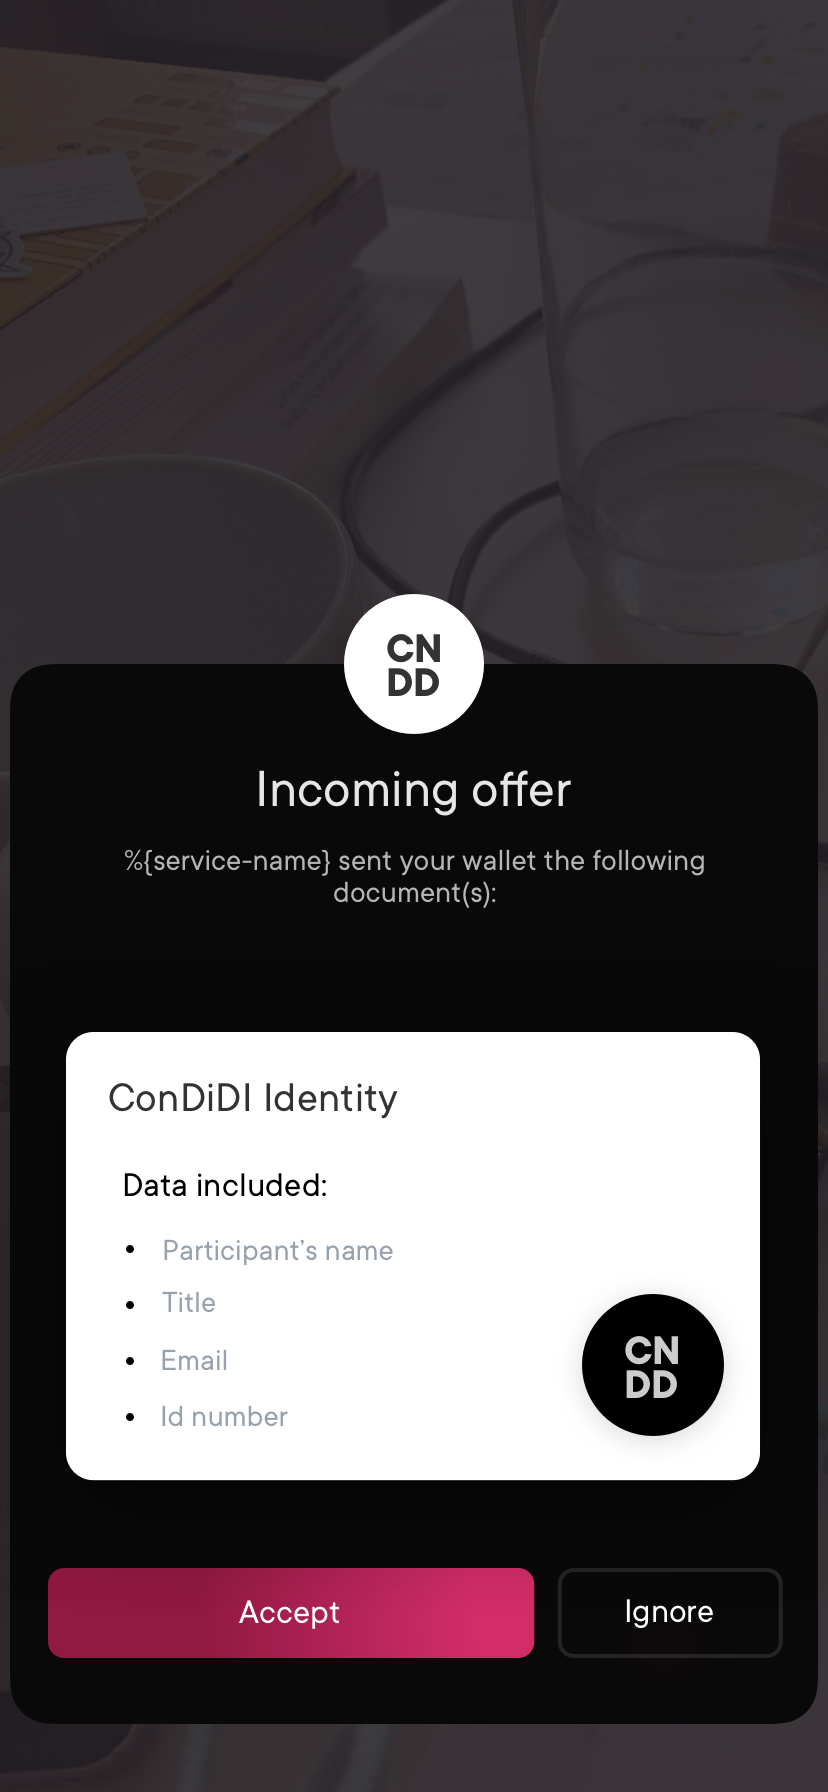 CN
DD
Incoming offer
%{service-name} sent your wallet the following
document(s):
ConDiDI Identity
Data included:
• Participant’s name
• Title
• Email
• Id number
CN
DD
Accept
Ignore